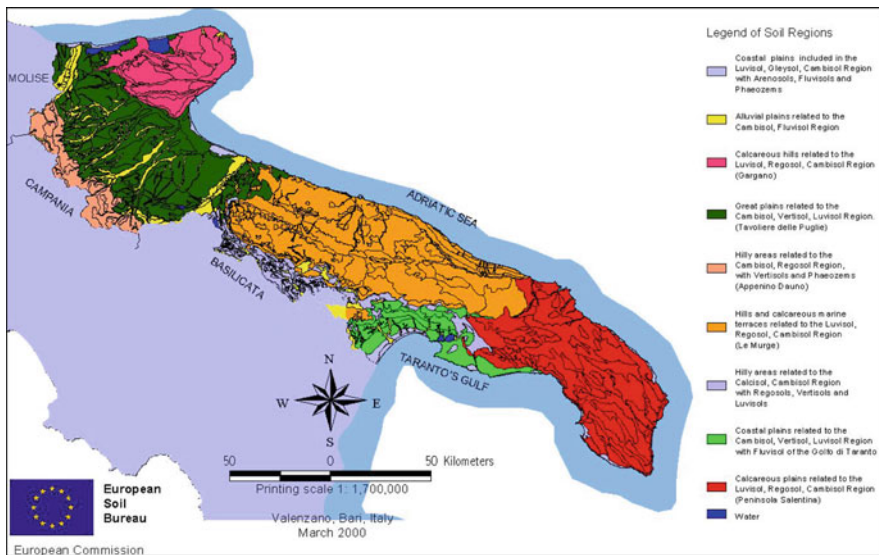 Legend of Soil Regions
Coastal plains included in the
Luvisol, Gleysol, Cambisol Region
with Arenosols, Fluvisols and
Phaeozems
Alluvial plains related to the
Cambisol, Fluvisol Region
Calcareous hills related to the
Luvisol, Regosol, Cambisol Region
(Gargano)
Great plains related to the
Cambisol, Vertisol, Luvisol Region.
(Tavoliere delle Puglie)
Hilly areas related to the
Cambisol, Regosol Region,
with Vertisols and Phaeozems
(Appenino Dauno)
Hills and calcareous marine
terraces related to the Luvisol,
Regosol, Cambisol Region
(Le Murge)
Hilly areas related to the
Calcisol, Cambisol Region
with Regosols, Vertisols and
Luvisols
Coastal plains related to the
Cambisol, Vertisol, Luvisol Region
with Fluvisol of the Golfo di Taranto
Calcareous plains related to the
Luvisol, Regosol, Cambisol Region
(Peninsola Salentina)
Water
MOLISE
CAMPANIA
BASILICATA
ADRIATIC SEA
TARANTO'S GULF
N
W E
S
50 0 50 Kilometers
Printing scale 1: 1,700,000
Valenzano, Bari, Italy
March 2000
European
Soil
Bureau
European Commission